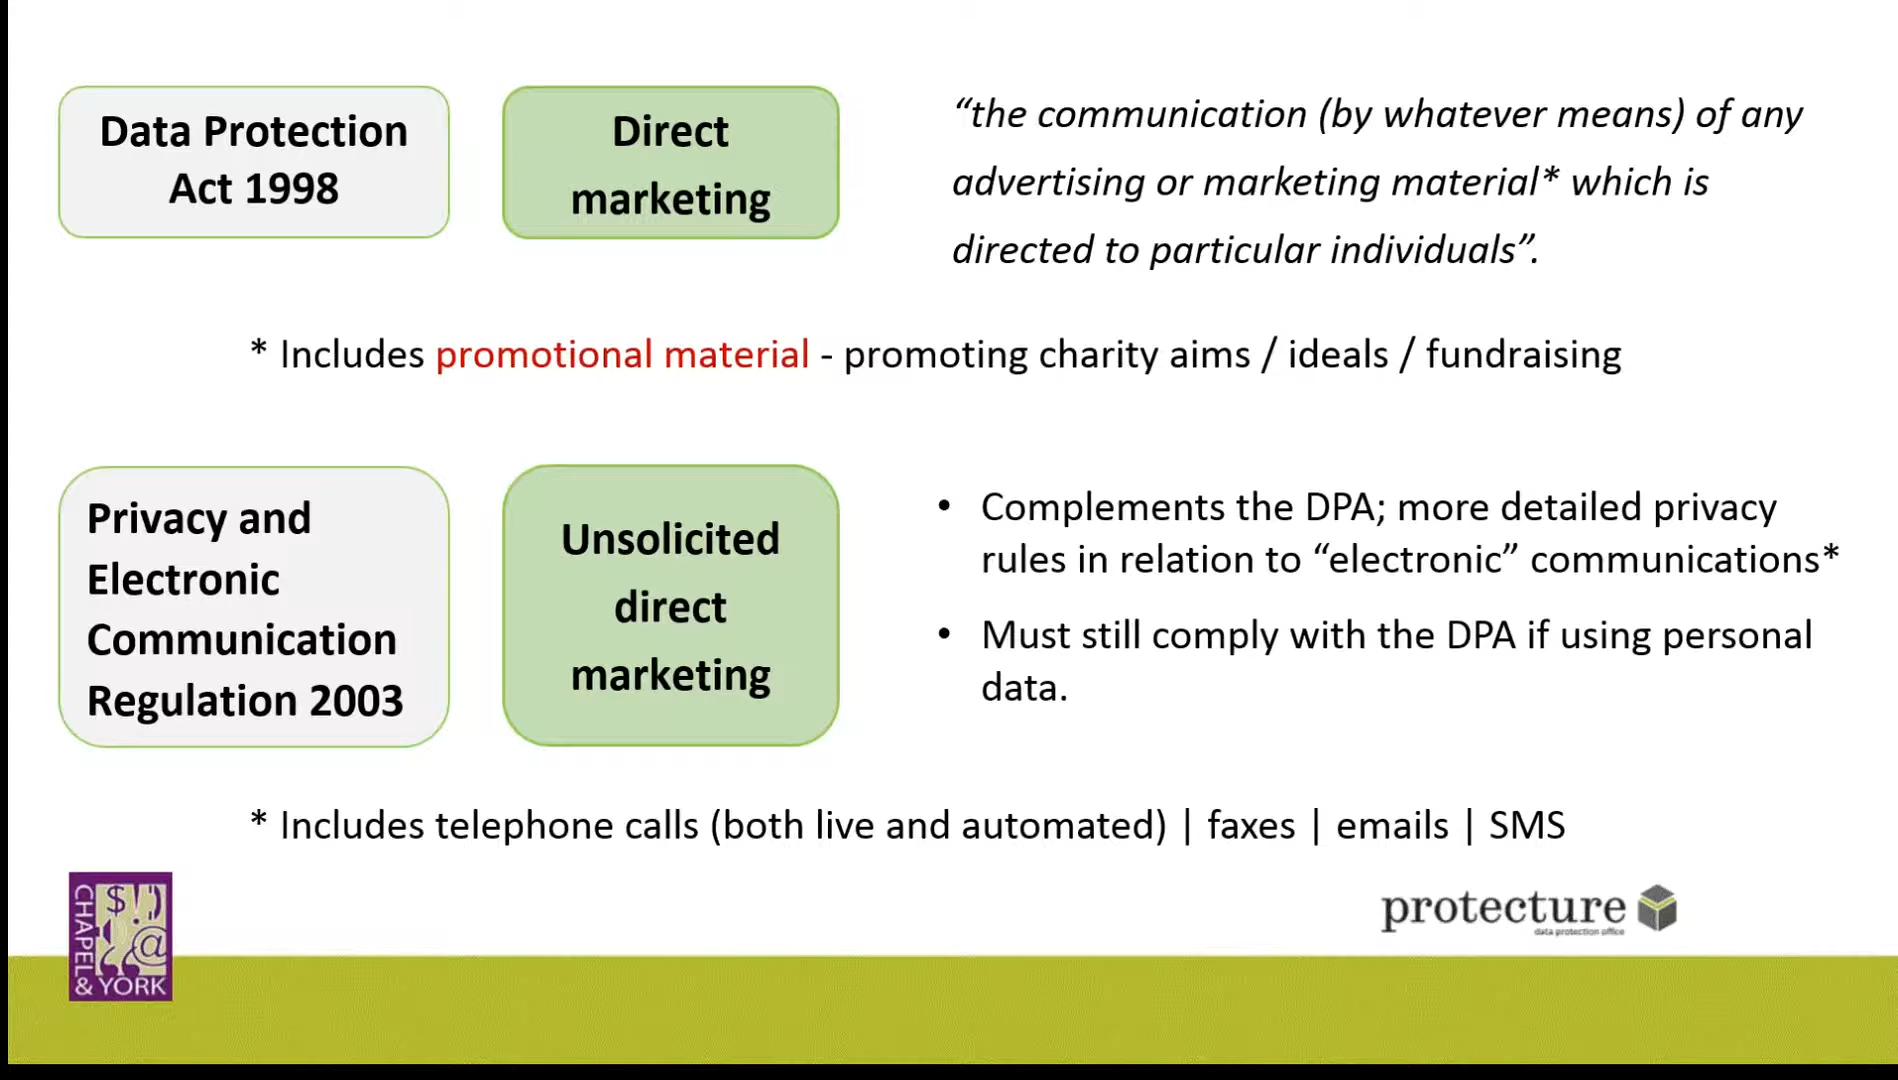 Data Protection
Act 1998
Direct
marketing
“the communication (by whatever means) of any
advertising or marketing material* which is
directed to particular individuals”.
* Includes promotional material - promoting charity aims / ideals / fundraising
Privacy and
Electronic
Communication
Regulation 2003
Unsolicited
direct
marketing
• Complements the DPA; more detailed privacy
rules in relation to “electronic” communications*
• Must still comply with the DPA if using personal
data.
* Includes telephone calls (both live and automated) | faxes | emails | SMS
CHAPEL
& YORK
protecture
data protection office